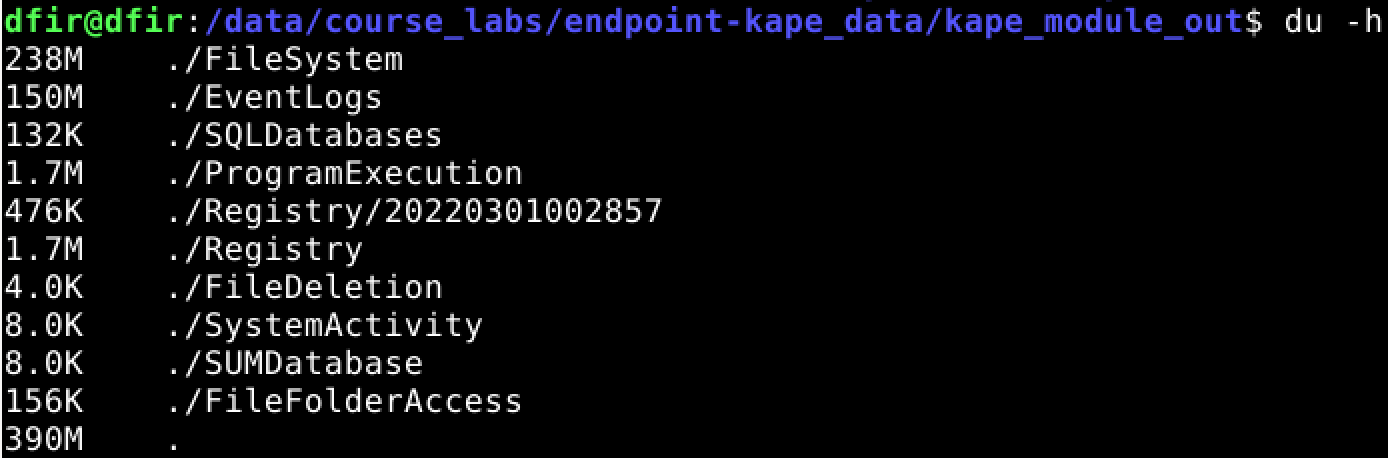 dfir@dfir:/data/course_labs/endpoint-kape_data/kape_module_out$ du -h
238M    ./FileSystem
150M    ./EventLogs
132K    ./SQLDatabases
1.7M    ./ProgramExecution
476K    ./Registry/20220301002857
1.7M    ./Registry
4.0K    ./FileDeletion
8.0K    ./SystemActivity
8.0K    ./SUMDatabase
156K    ./FileFolderAccess
390M    .